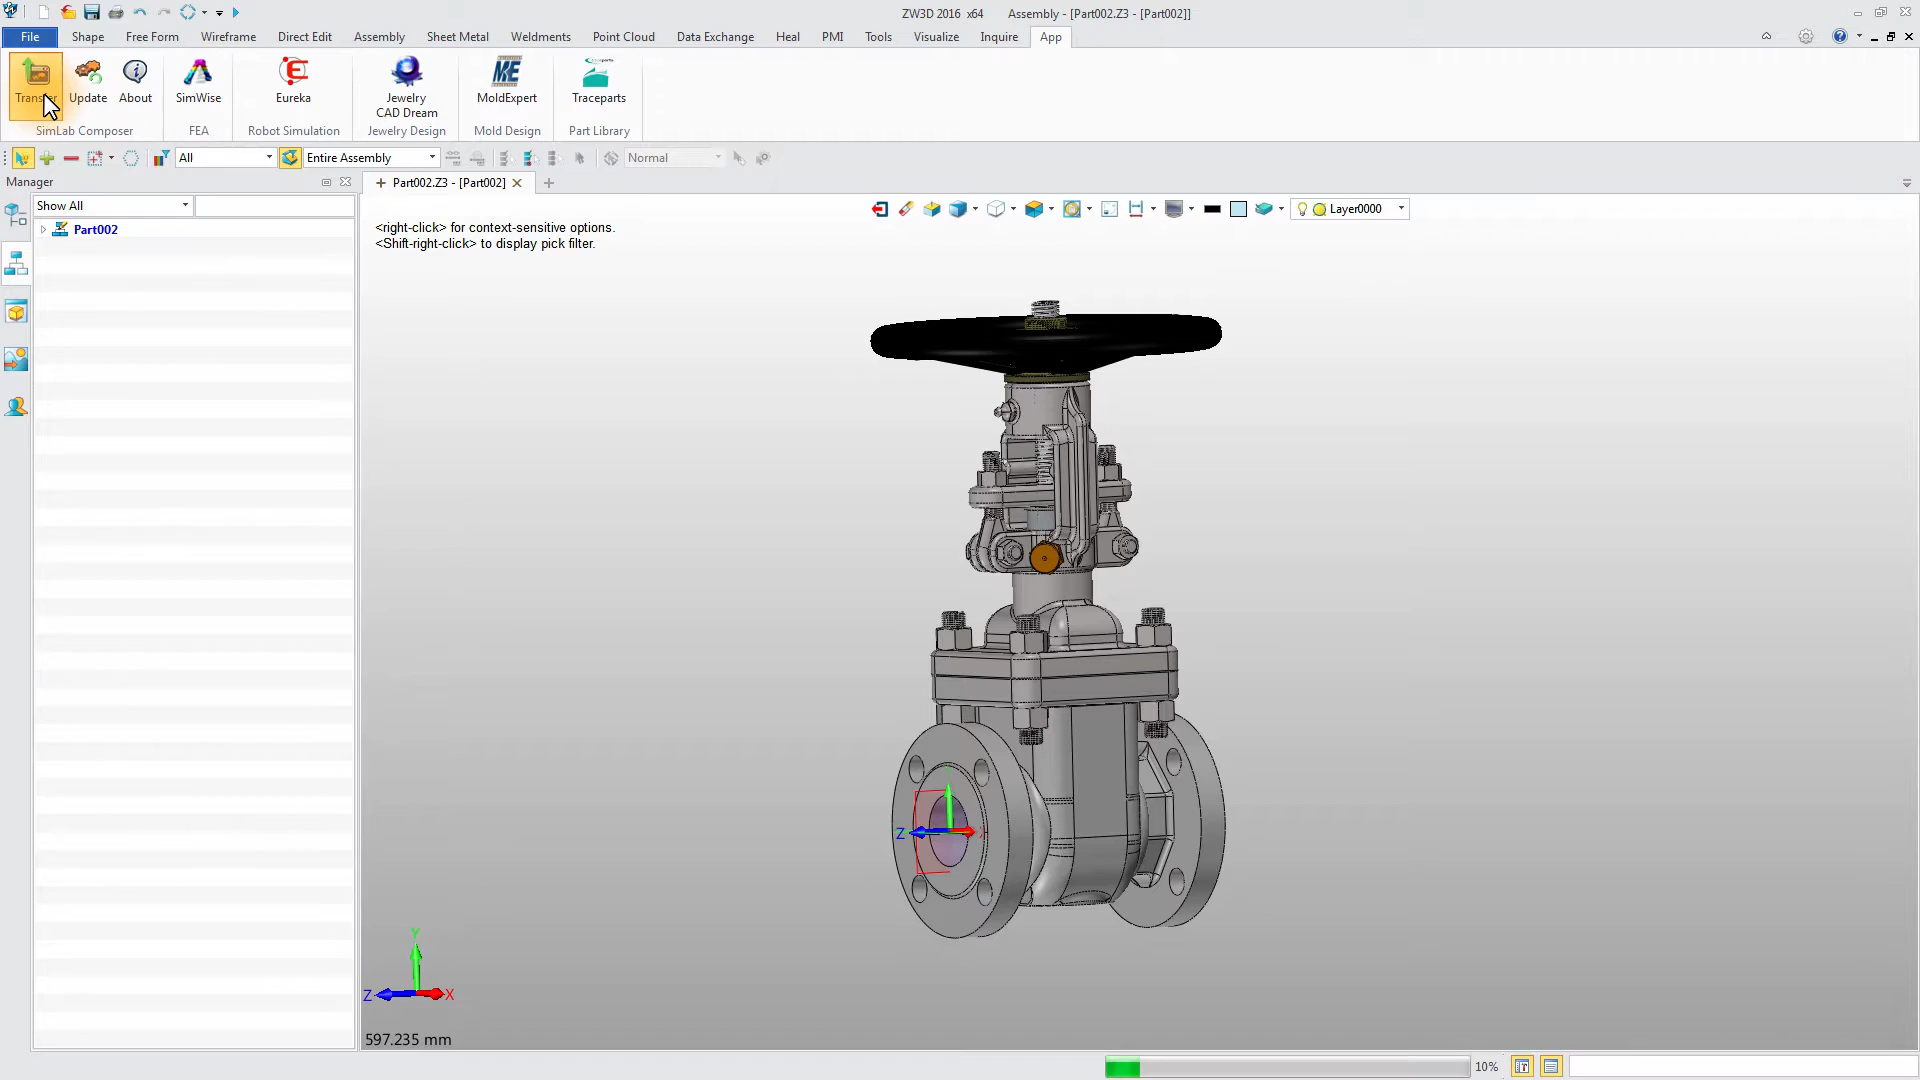 ZW3D 2016 x64 Assembly - [Part002.Z3 - [Part002]]
File Shape Free Form Wireframe Direct Edit Assembly Sheet Metal Weldments Point Cloud Data Exchange Heal PMI Tools Visualize Inquire App
Update About SimWise Eureka Jewelry CAD Dream MoldExpert Traceparts
SimLab Composer FEA Robot Simulation Jewelry Design Mold Design Part Library
All Entire Assembly Normal
Manager
Part002.Z3 - [Part002]
Show All
Layer0000
Part002
<right-click> for context-sensitive options.
<Shift-right-click> to display pick filter.
Z
Y
Z X
597.235 mm
10%